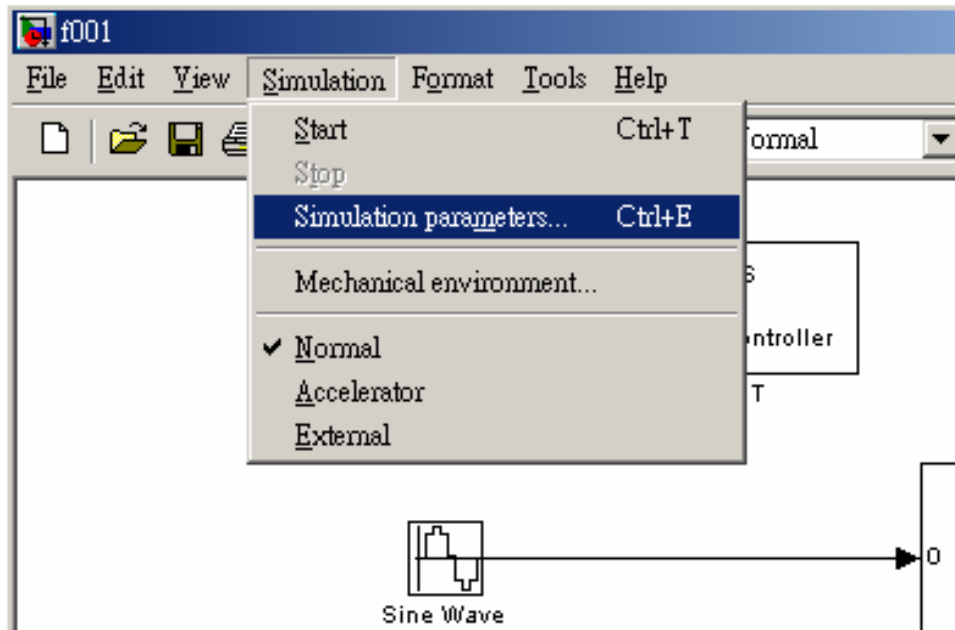 f001
File Edit View Simulation Format Tools Help
Start Ctrl+T
ormal
Stop
Simulation parameters... Ctrl+E
Mechanical environment...
s
ntroller
Normal
Accelerator
T
External
0
Sine Wave